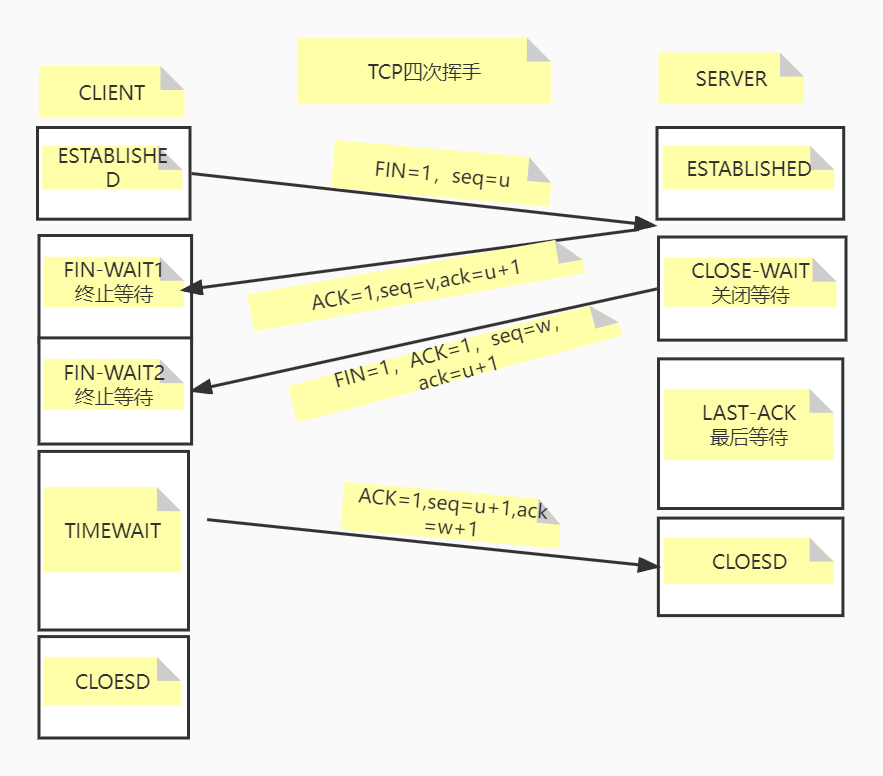 TCP四次挥手
CLIENT
SERVER
ESTABLISHE
D
FIN=1，seq=u
ESTABLISHED
FIN-WAIT1
终止等待
ACK=1,seq=v,ack=u+1
CLOSE-WAIT
关闭等待
FIN=1，ACK=1，seq=w，
ack=u+1
FIN-WAIT2
终止等待
LAST-ACK
最后等待
TIMEWAIT
ACK=1,seq=u+1,ack
=w+1
CLOESD
CLOESD